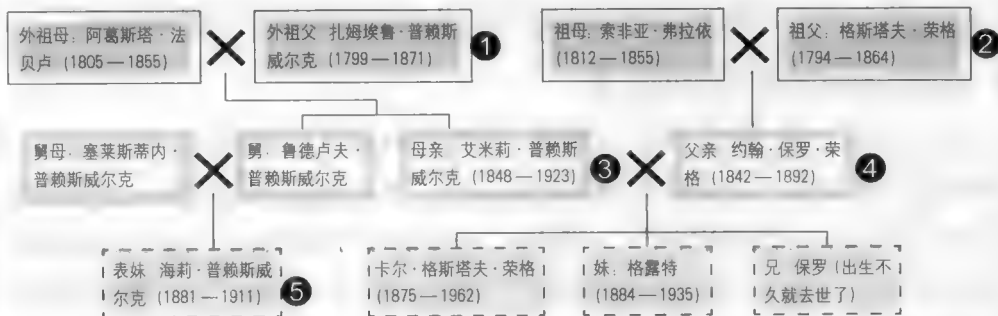 外祖母：阿葛斯塔·法
贝卢（1805—1855）
外祖父 扎姆埃鲁·普赖斯
威尔克（1799—1871）
❶
祖母：索非亚·弗拉依
（1812—1855）
祖父：格斯塔夫·荣格
（1794—1864）
❷
舅母：塞莱斯蒂内·
普赖斯威尔克
舅：鲁德卢夫·
普赖斯威尔克
母亲 艾米莉·普赖斯
威尔克（1848—1923）
❸
父亲 约翰·保罗·荣
格（1842—1892）
❹
表妹 海莉·普赖斯威
尔克（1881—1911）
❺
卡尔·格斯塔夫·荣格
（1875—1962）
妹：格露特
（1884—1935）
兄 保罗（出生不
久就去世了）